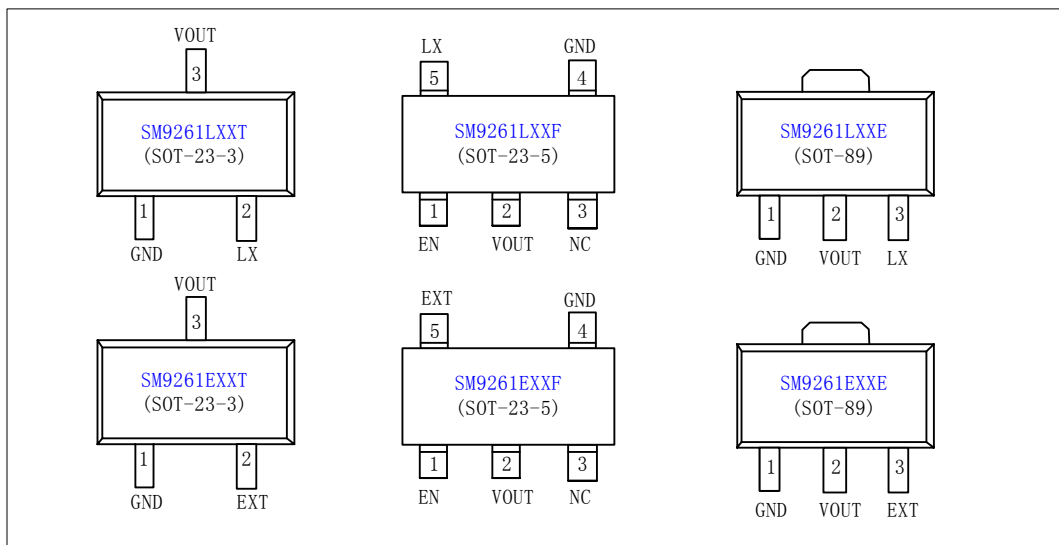 VOUT
3
SM9261LXXT
(SOT-23-3)
1
2
GND
LX
LX
GND
5
4
SM9261LXXF
(SOT-23-5)
1
2
3
EN
VOUT
NC
SM9261LXXE
(SOT-89)
1
2
3
GND
VOUT
LX
VOUT
3
SM9261EXXT
(SOT-23-3)
1
2
GND
EXT
EXT
GND
5
4
SM9261EXXF
(SOT-23-5)
1
2
3
EN
VOUT
NC
SM9261EXXE
(SOT-89)
1
2
3
GND
VOUT
EXT